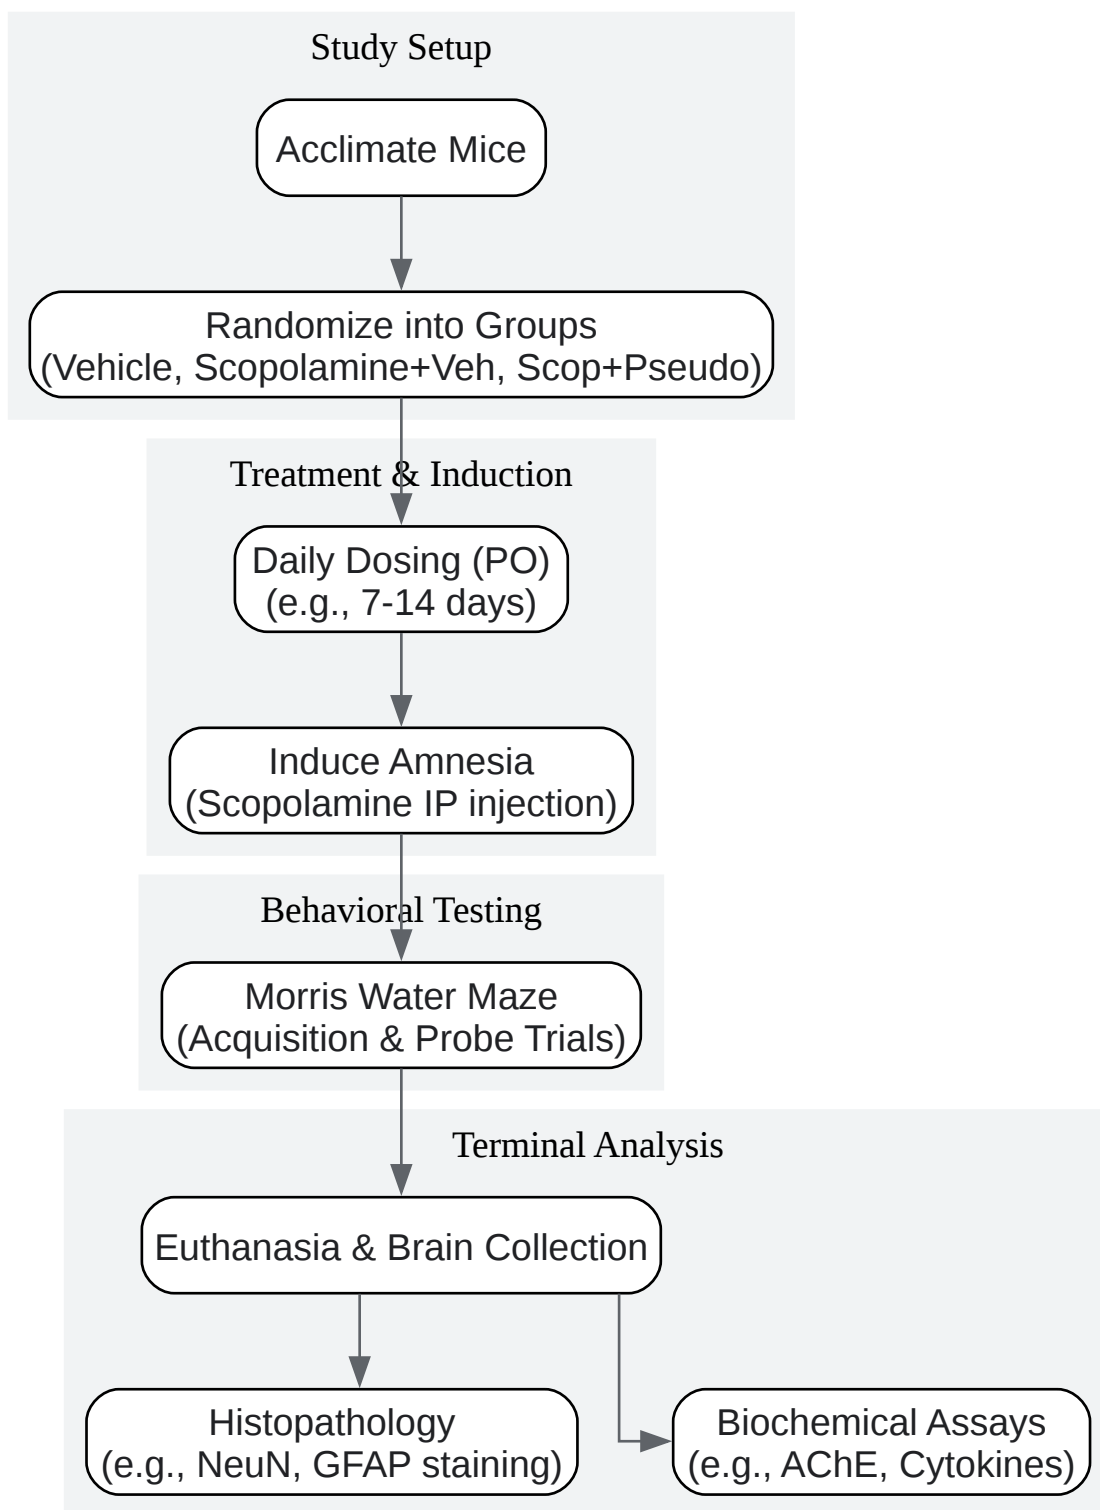 Study Setup
Acclimate Mice
Randomize into Groups
(Vehicle, Scopolamine+Veh, Scop+Pseudo)
Treatment & Induction
Daily Dosing (PO)
(e.g., 7-14 days)
Induce Amnesia
(Scopolamine IP injection)
Behavioral Testing
Morris Water Maze
(Acquisition & Probe Trials)
Terminal Analysis
Euthanasia & Brain Collection
Histopathology
(e.g., NeuN, GFAP staining)
Biochemical Assays
(e.g., AChE, Cytokines)